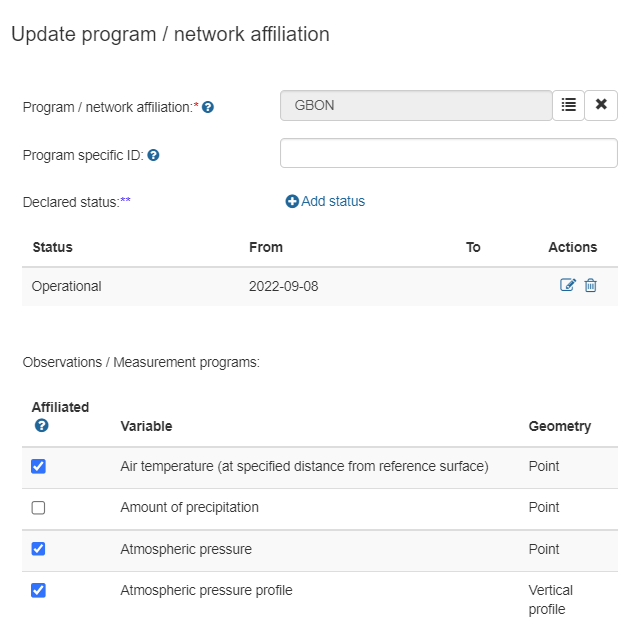 Update program / network affiliation
Program / network affiliation:*
GBON
Program specific ID:
Declared status:**
Add status
Status From To Actions
Operational 2022-09-08
Observations / Measurement programs:
Affiliated
Variable Geometry
Air temperature (at specified distance from reference surface) Point
Amount of precipitation Point
Atmospheric pressure Point
Atmospheric pressure profile Vertical
profile